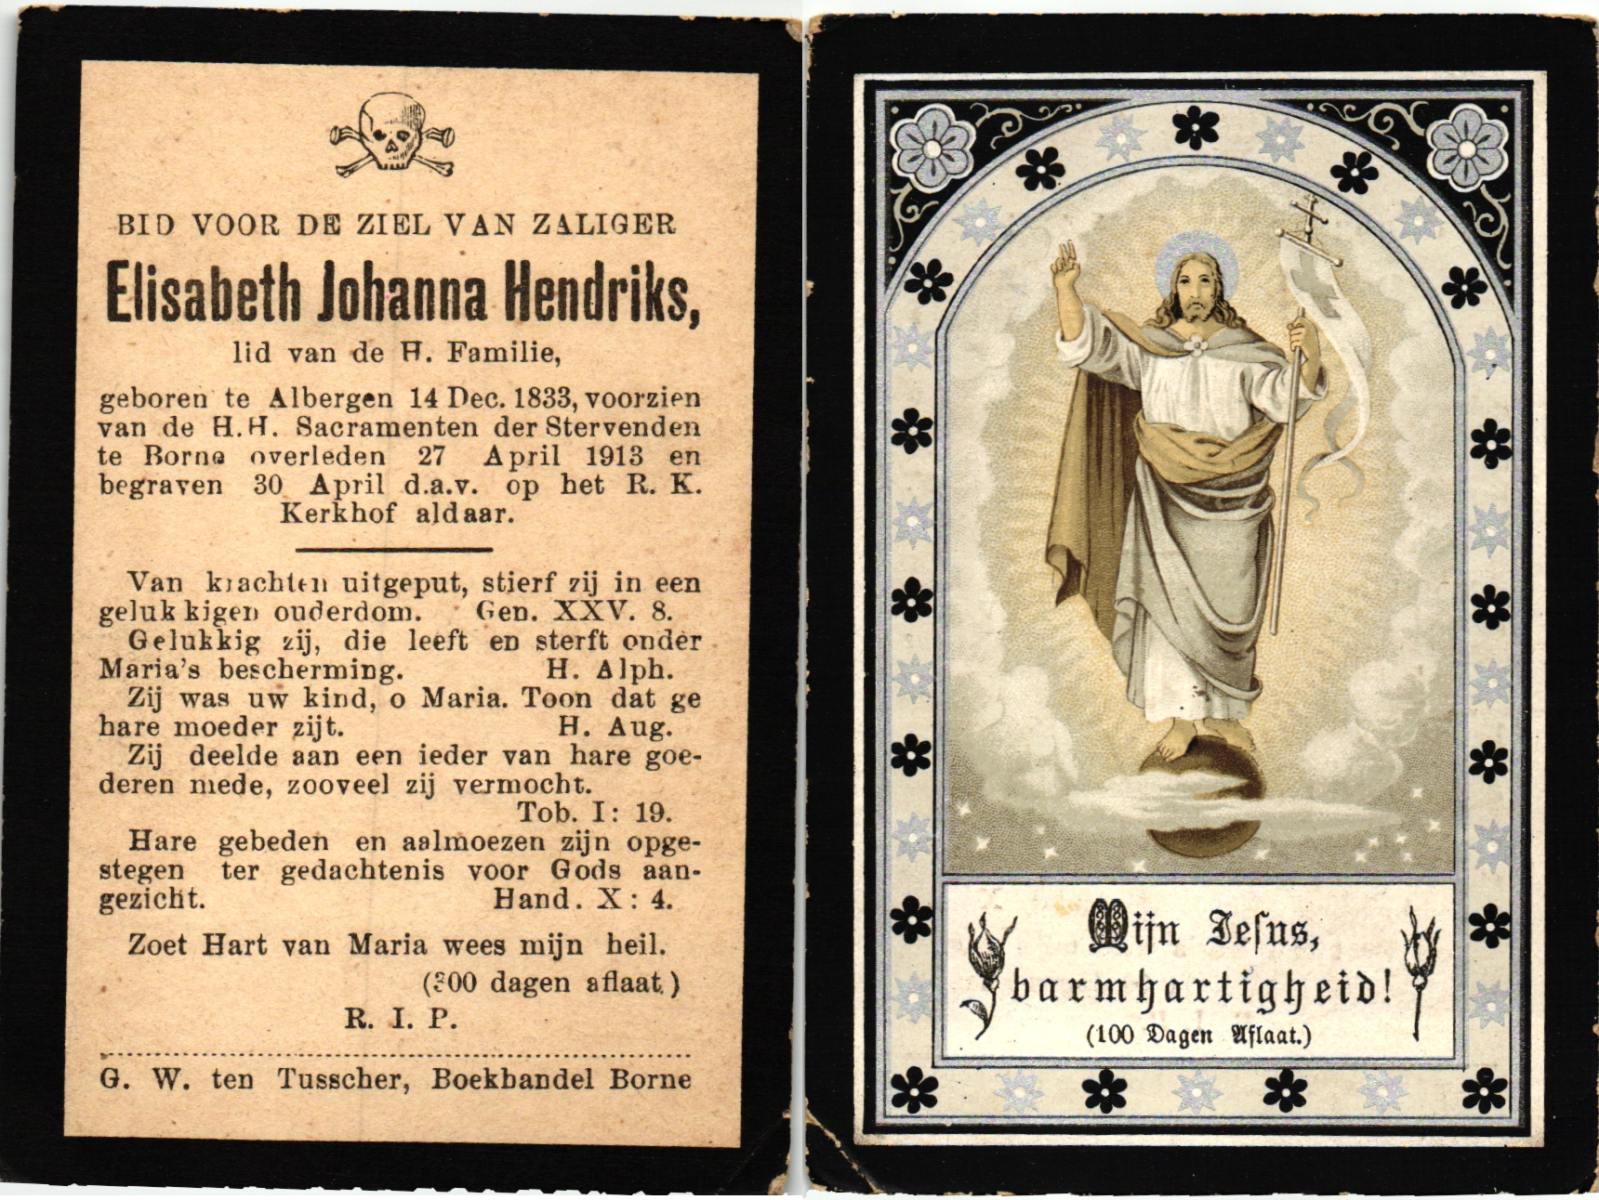 BID VOOR DE ZIEL VAN ZALIGER
Elisabeth Johanna Hendriks,
lid van de H. Familie,
geboren te Albergen 14 Dec. 1833, voorzien
van de H.H. Sacramenten der Stervenden
te Borne overleden 27 April 1913 en
begraven 30 April d.a.v. op het R. K.
Kerkhof aldaar.
Van krachten uitgeput, stierf zij in een
gelukkigen ouderdom. Gen. XXV. 8.
Gelukkig zij, die leeft en sterft onder
Maria's bescherming. H. Alph.
Zij was uw kind, o Maria. Toon dat ge
hare moeder zijt. H. Aug.
Zij deelde aan een ieder van hare goe-
deren mede, zooveel zij vermocht.
Tob. I: 19.
Hare gebeden en aalmoezen zijn opge-
stegen ter gedachtenis voor Gods aan-
gezicht. Hand. X: 4.
Zoet Hart van Maria wees mijn heil.
(300 dagen aflaat.)
R. I. P.
G. W. ten Tusscher, Boekhandel Borne
Mijn Jesus,
barmhartigheid!
(100 Dagen Aflaat.)